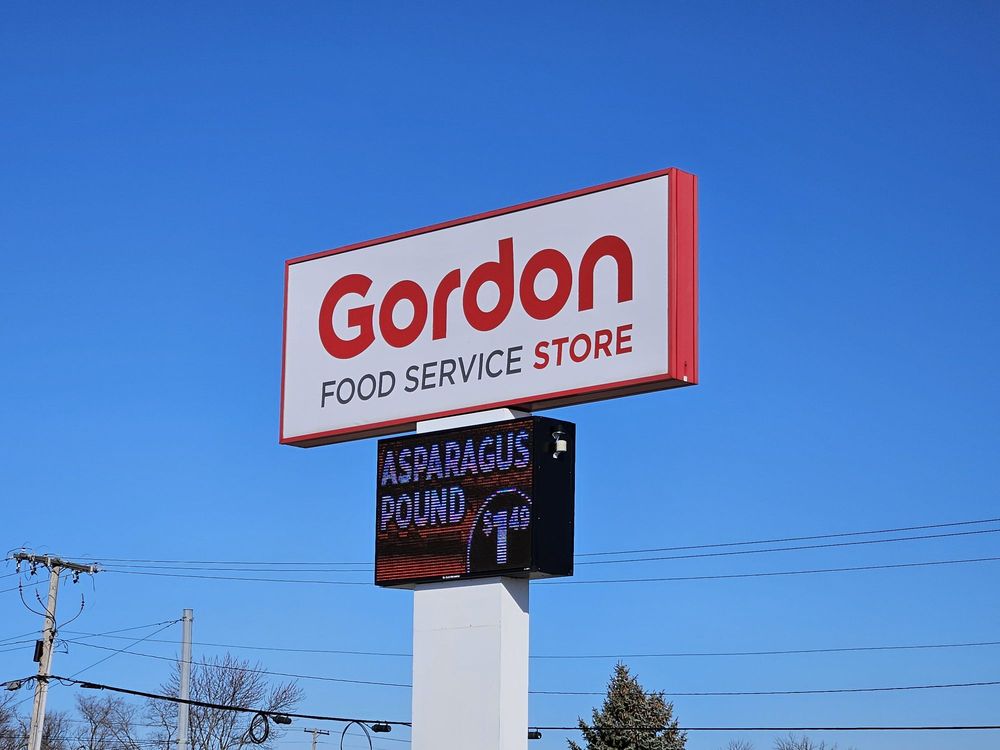 Gordon
FOOD SERVICE STORE
ASPARAGUS
POUND
$1.49